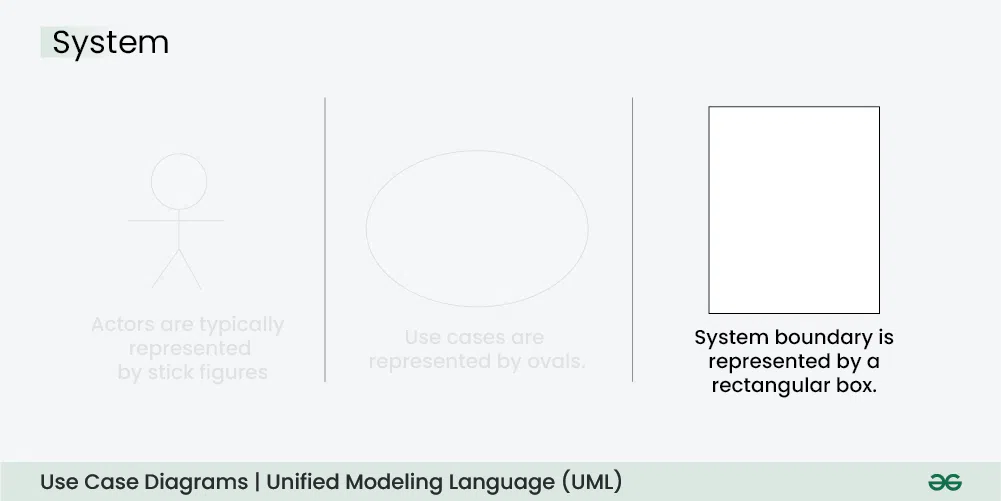 System
Actors are typically
represented
by stick figures
Use cases are
represented by ovals.
System boundary is
represented by a
rectangular box.
Use Case Diagrams | Unified Modeling Language (UML)